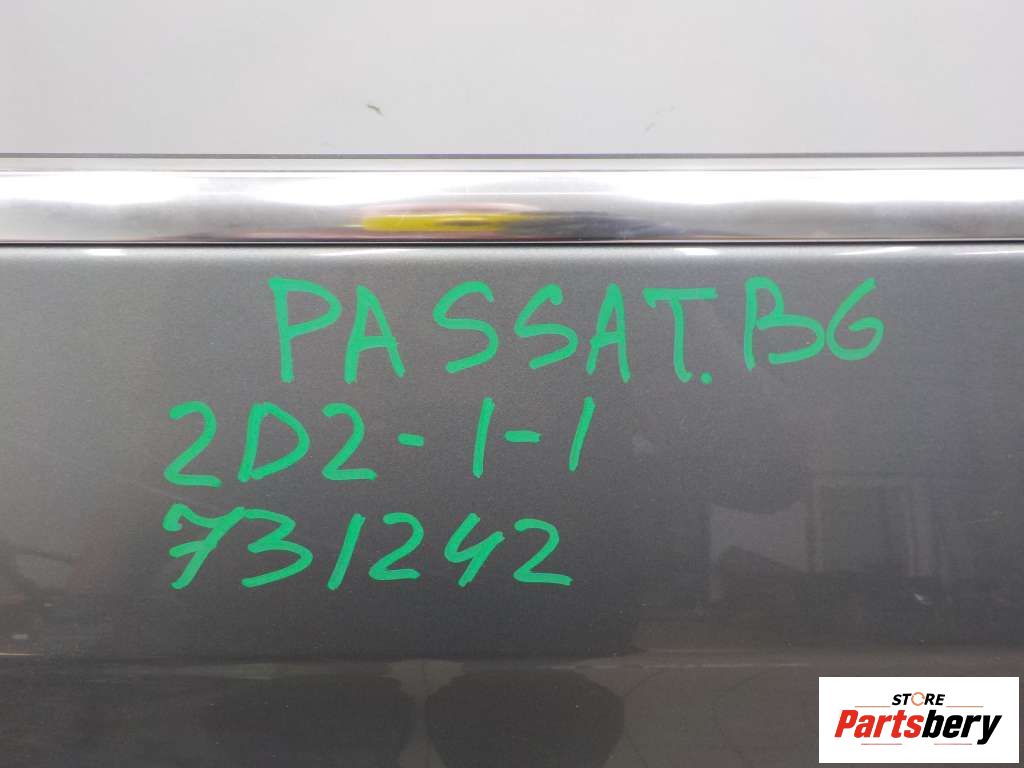 PASSAT.B6
2D2-1-1
731242
STORE
Partsbery